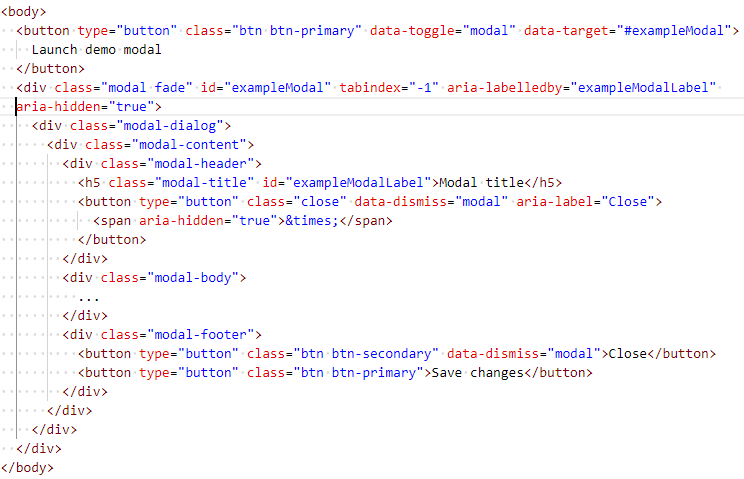 <body>
  <button type="button" class="btn btn-primary" data-toggle="modal" data-target="#exampleModal">
    Launch demo modal
  </button>
  <div class="modal fade" id="exampleModal" tabindex="-1" aria-labelledby="exampleModalLabel"
  aria-hidden="true">
    <div class="modal-dialog">
      <div class="modal-content">
        <div class="modal-header">
          <h5 class="modal-title" id="exampleModalLabel">Modal title</h5>
          <button type="button" class="close" data-dismiss="modal" aria-label="Close">
            <span aria-hidden="true">&times;</span>
          </button>
        </div>
        <div class="modal-body">
          ...
        </div>
        <div class="modal-footer">
          <button type="button" class="btn btn-secondary" data-dismiss="modal">Close</button>
          <button type="button" class="btn btn-primary">Save changes</button>
        </div>
      </div>
    </div>
  </div>
</body>